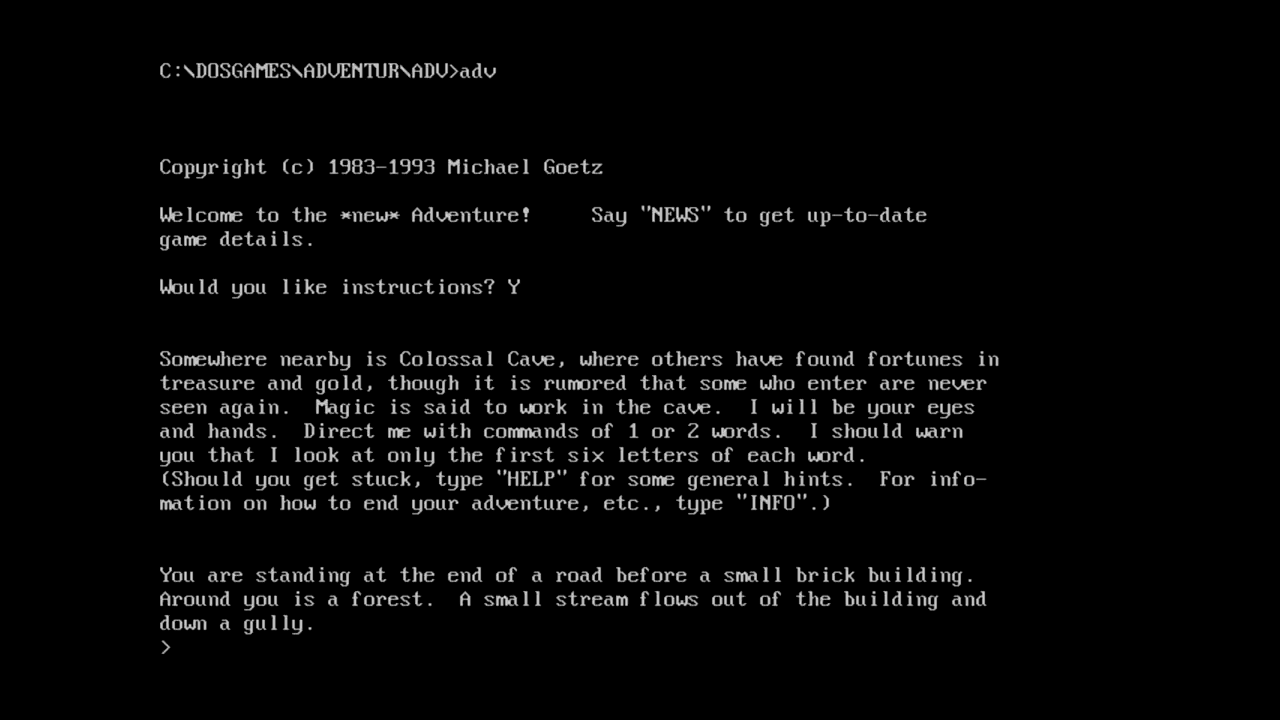 C:\DOSGAMES\ADVENTUR\ADV>adv
Copyright (c) 1983-1993 Michael Goetz
Welcome to the *new* Adventure!     Say "NEWS" to get up-to-date
game details.
Would you like instructions? Y
Somewhere nearby is Colossal Cave, where others have found fortunes in
treasure and gold, though it is rumored that some who enter are never
seen again.  Magic is said to work in the cave.  I will be your eyes
and hands.  Direct me with commands of 1 or 2 words.  I should warn
you that I look at only the first six letters of each word.
(Should you get stuck, type "HELP" for some general hints.  For info-
mation on how to end your adventure, etc., type "INFO".)
You are standing at the end of a road before a small brick building.
Around you is a forest.  A small stream flows out of the building and
down a gully.
>